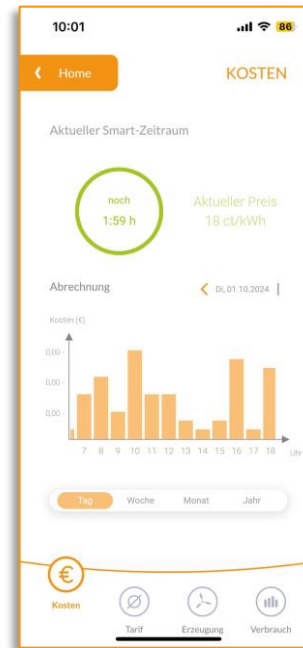 10:01
86
Home
KOSTEN
Aktueller Smart-Zeitraum
noch
1:59 h
Aktueller Preis
18 ct/kWh
Abrechnung
Di, 01.10.2024
Kosten (€)
0,00 -
0,00 -
0,00 -
7 8 9 10 11 12 13 14 15 16 17 18
Uhr
Tag Woche Monat Jahr
€
Kosten
Tarif
Erzeugung
Verbrauch